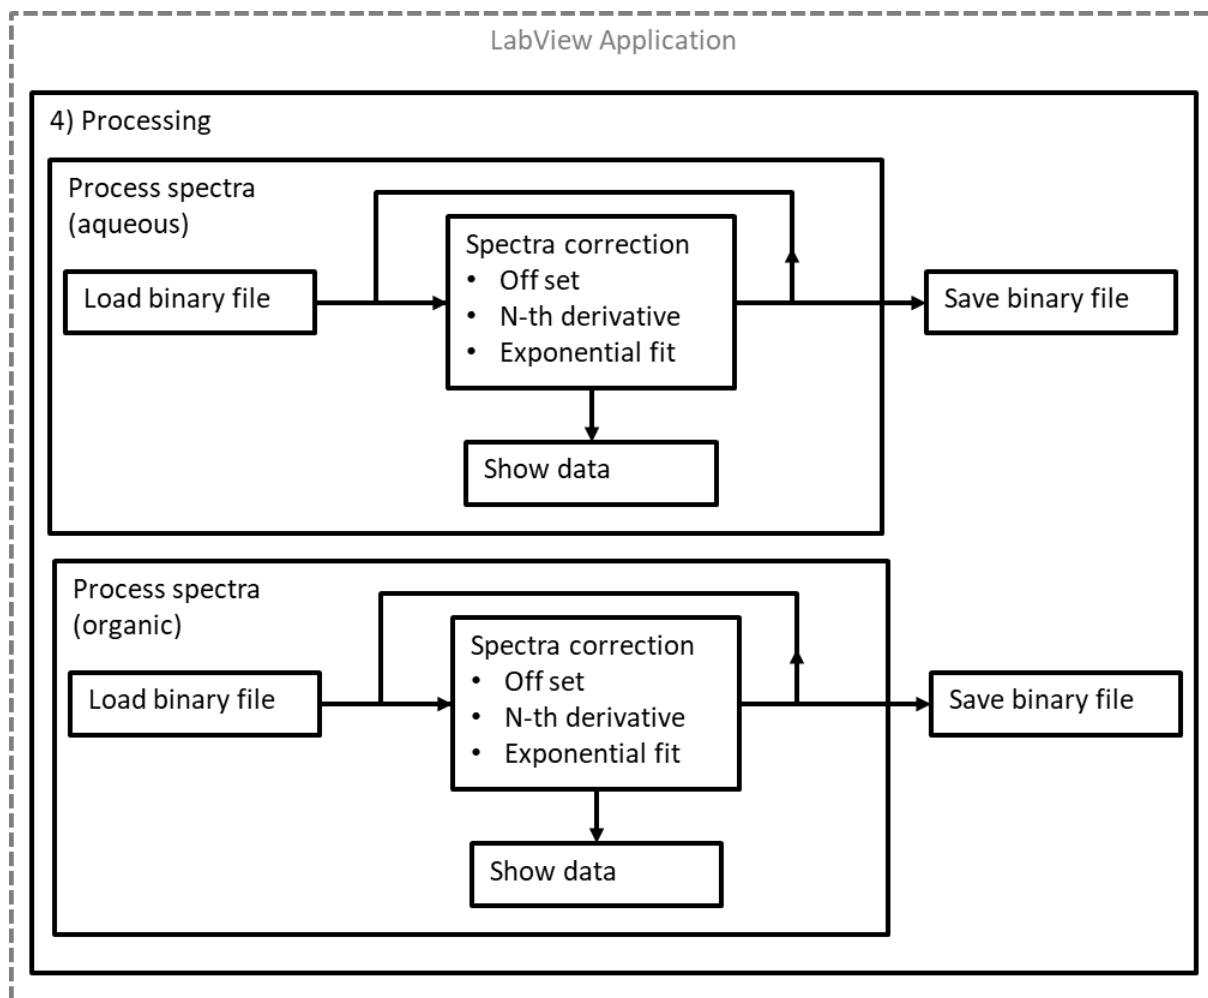 LabView Application
4) Processing
Process spectra
(aqueous)
Load binary file
Spectra correction
• Off set
• N-th derivative
• Exponential fit
Save binary file
Show data
Process spectra
(organic)
Load binary file
Spectra correction
• Off set
• N-th derivative
• Exponential fit
Save binary file
Show data